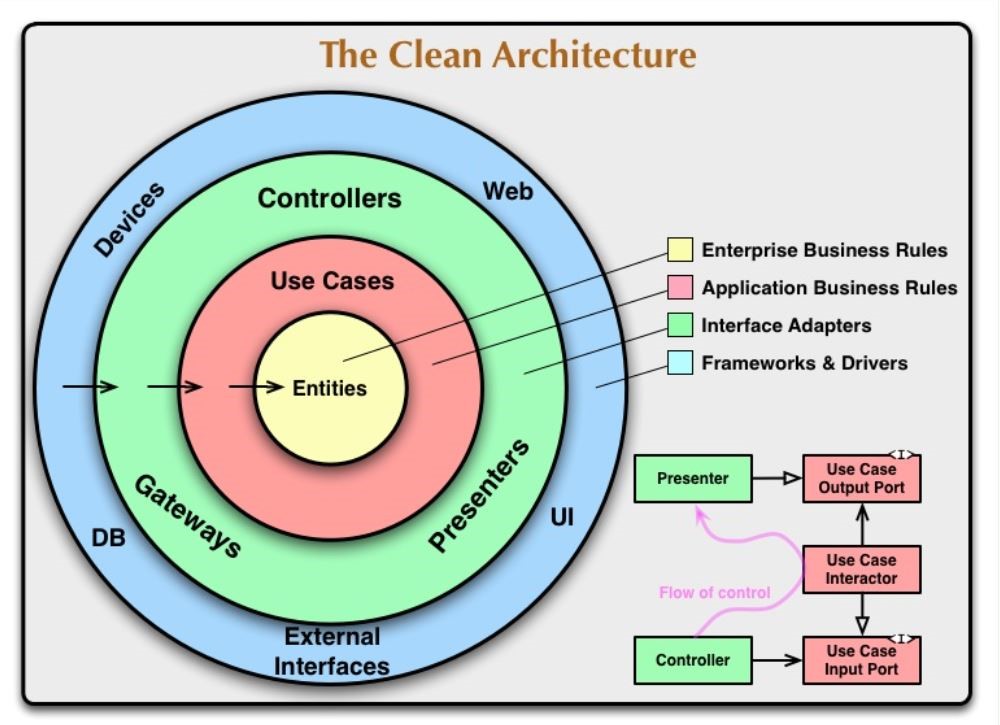 The Clean Architecture
Devices
Web
Controllers
Use Cases
Entities
Gateways
Presenters
DB
UI
External
Interfaces
Enterprise Business Rules
Application Business Rules
Interface Adapters
Frameworks & Drivers
Presenter
<I>
Use Case
Output Port
Use Case
Interactor
Flow of control
Controller
<I>
Use Case
Input Port